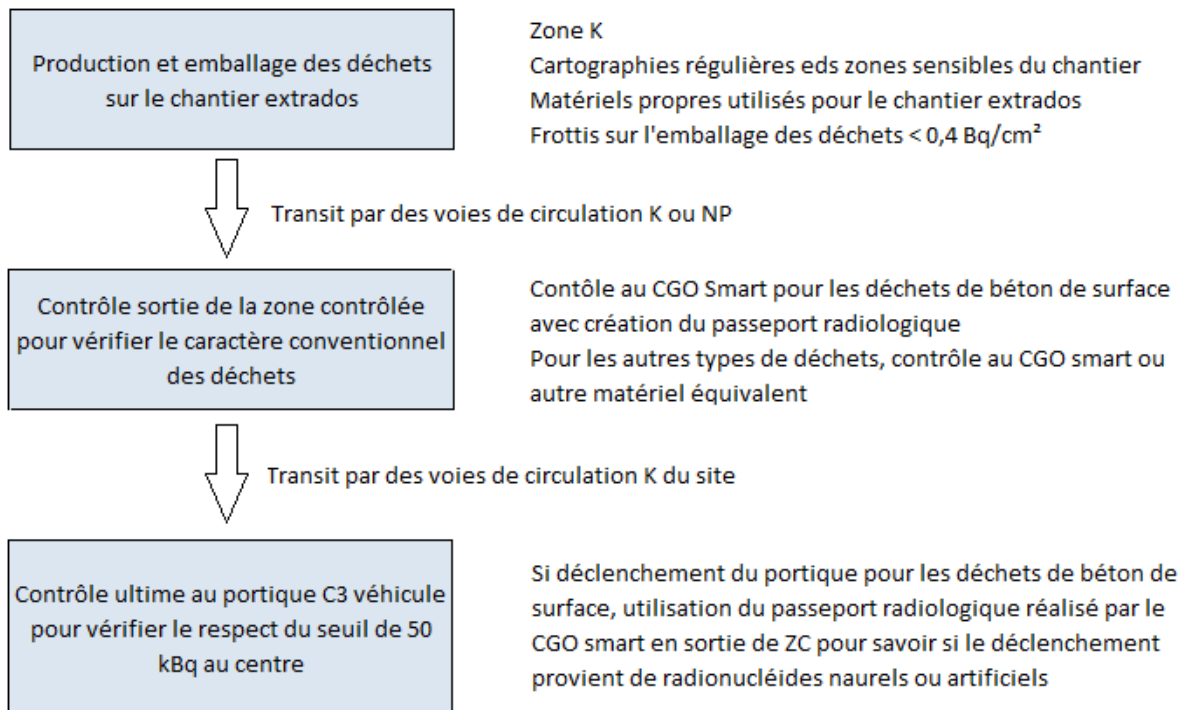 Production et emballage des déchets
sur le chantier extrados
Zone K
Cartographies régulières eds zones sensibles du chantier
Matériels propres utilisés pour le chantier extrados
Frottis sur l'emballage des déchets < 0,4 Bq/cm²
Transit par des voies de circulation K ou NP
Contrôle sortie de la zone contrôlée
pour vérifier le caractère conventionnel
des déchets
Contôle au CGO Smart pour les déchets de béton de surface
avec création du passeport radiologique
Pour les autres types de déchets, contrôle au CGO smart ou
autre matériel équivalent
Transit par des voies de circulation K du site
Contrôle ultime au portique C3 véhicule
pour vérifier le respect du seuil de 50
kBq au centre
Si déclenchement du portique pour les déchets de béton de
surface, utilisation du passeport radiologique réalisé par le
CGO smart en sortie de ZC pour savoir si le déclenchement
provient de radionucléides naurels ou artificiels